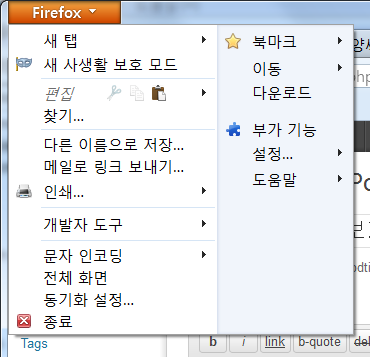 Firefox
새 탭
새 사생활 보호 모드
편집
찾기...
다른 이름으로 저장...
메일로 링크 보내기...
인쇄...
개발자 도구
문자 인코딩
전체 화면
동기화 설정...
종료
북마크
이동
다운로드
부가 기능
설정...
도움말
양
Tags
b
i
link
b-quote